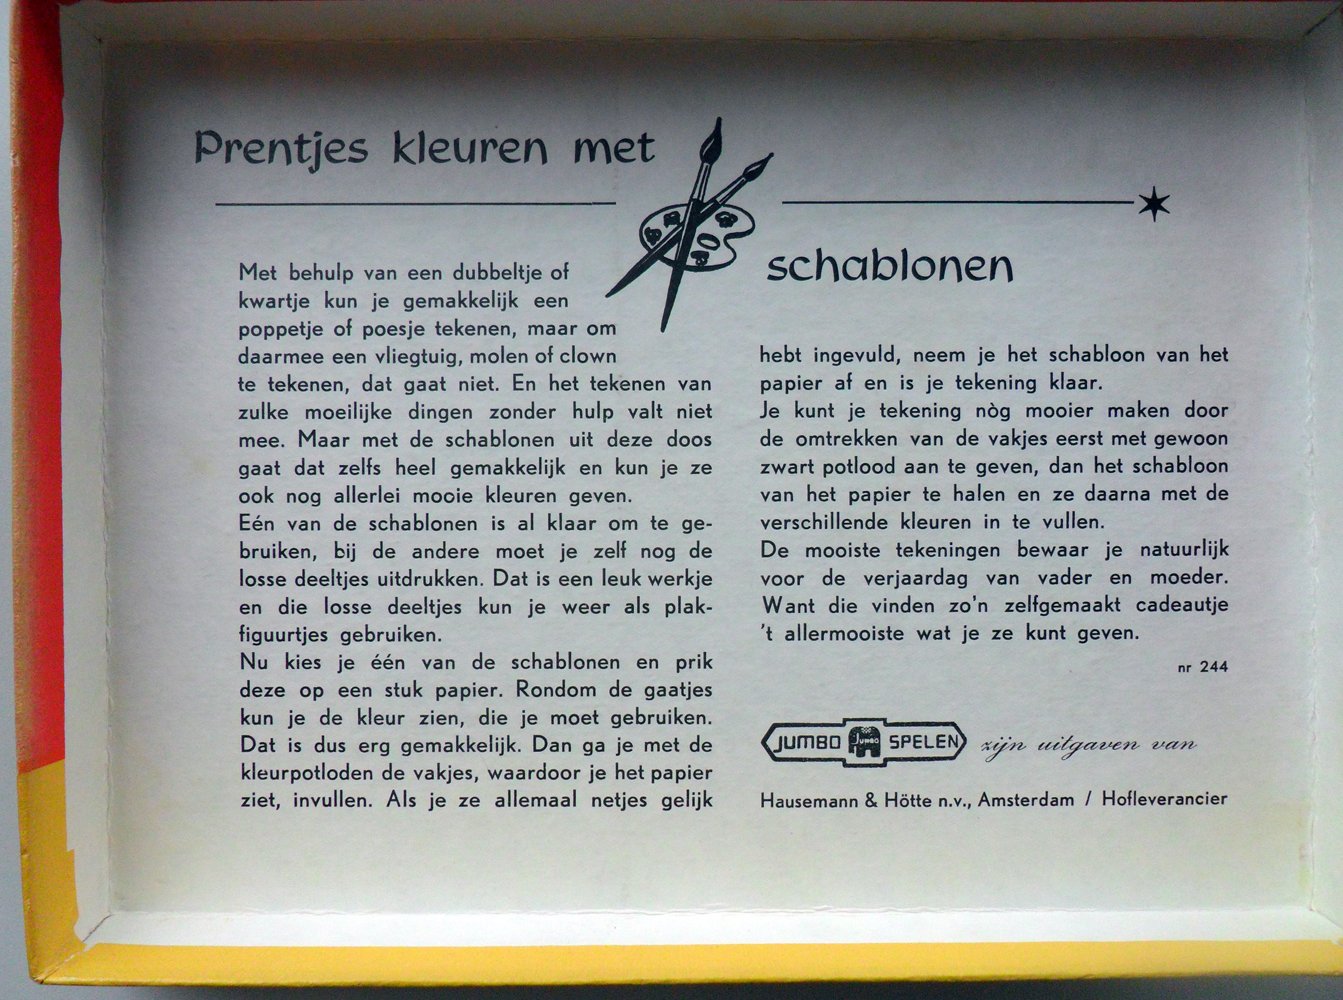 Prentjes kleuren met
schablonen
Met behulp van een dubbeltje of
kwartje kun je gemakkelijk een
poppetje of poesje tekenen, maar om
daarmee een vliegtuig, molen of clown
te tekenen, dat gaat niet. En het tekenen van
zulke moeilijke dingen zonder hulp valt niet
mee. Maar met de schablonen uit deze doos
gaat dat zelfs heel gemakkelijk en kun je ze
ook nog allerlei mooie kleuren geven.
Eén van de schablonen is al klaar om te ge-
bruiken, bij de andere moet je zelf nog de
losse deeltjes uitdrukken. Dat is een leuk werkje
en die losse deeltjes kun je weer als plak-
figuurtjes gebruiken.
Nu kies je één van de schablonen en prik
deze op een stuk papier. Rondom de gaatjes
kun je de kleur zien, die je moet gebruiken.
Dat is dus erg gemakkelijk. Dan ga je met de
kleurpotloden de vakjes, waardoor je het papier
ziet, invullen. Als je ze allemaal netjes gelijk
hebt ingevuld, neem je het schabloon van het
papier af en is je tekening klaar.
Je kunt je tekening nòg mooier maken door
de omtrekken van de vakjes eerst met gewoon
zwart potlood aan te geven, dan het schabloon
van het papier te halen en ze daarna met de
verschillende kleuren in te vullen.
De mooiste tekeningen bewaar je natuurlijk
voor de verjaardag van vader en moeder.
Want die vinden zo'n zelfgemaakt cadeautje
't allermooiste wat je ze kunt geven.
nr 244
JUMBO JUMBO SPELEN zijn uitgaven van
Hausemann & Hötte n.v., Amsterdam / Hofleverancier